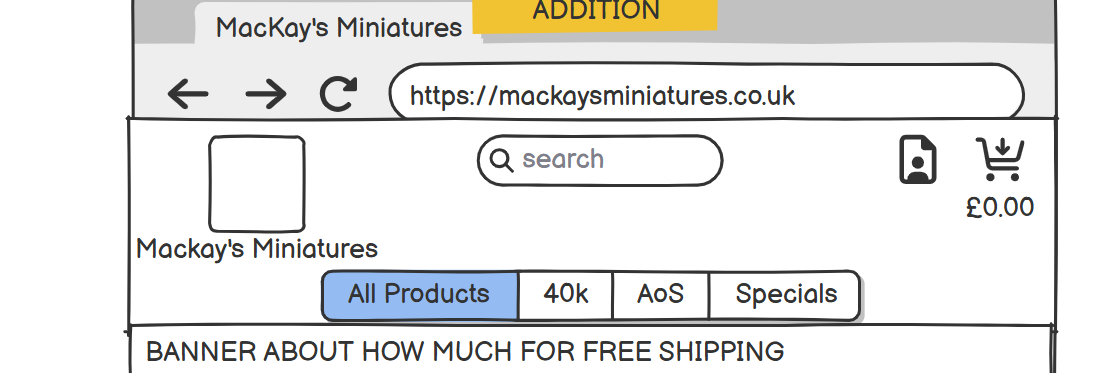 ADDITION
MacKay's Miniatures
https://mackaysminiatures.co.uk
search
£0.00
Mackay's Miniatures
All Products 40k AoS Specials
BANNER ABOUT HOW MUCH FOR FREE SHIPPING